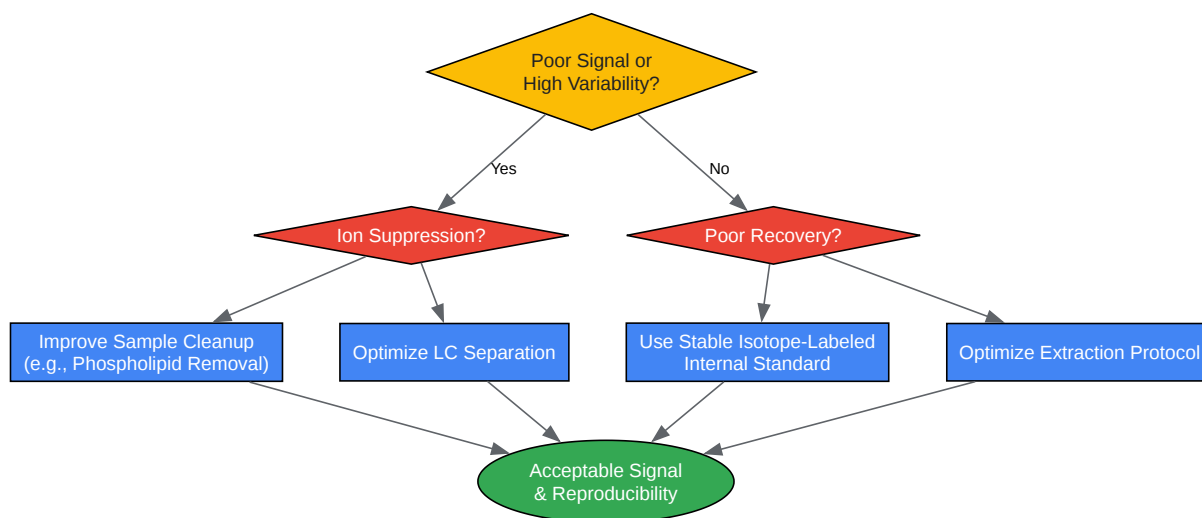 Poor Signal or
High Variability?
Yes
No
Ion Suppression?
Poor Recovery?
Improve Sample Cleanup
(e.g., Phospholipid Removal)
Optimize LC Separation
Use Stable Isotope-Labeled
Internal Standard
Optimize Extraction Protocol
Acceptable Signal
& Reproducibility